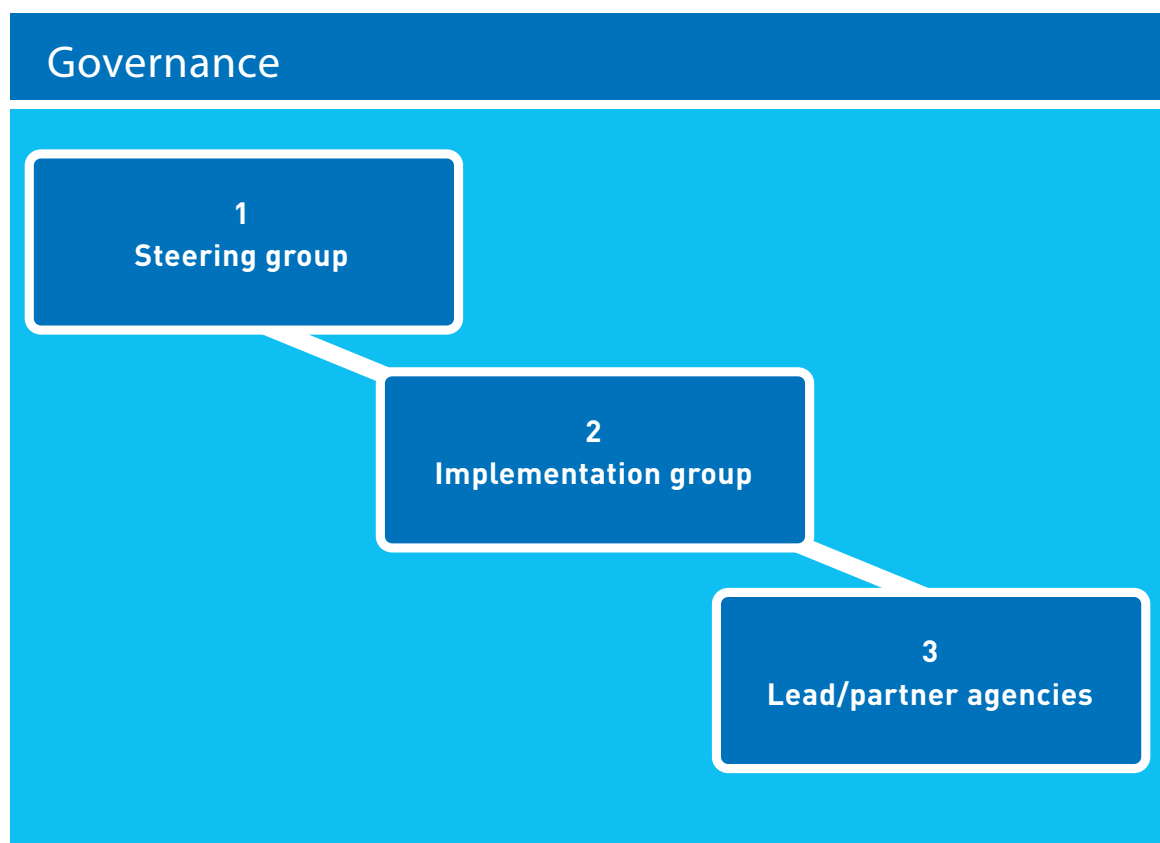 Governance
1
Steering group
2
Implementation group
3
Lead/partner agencies